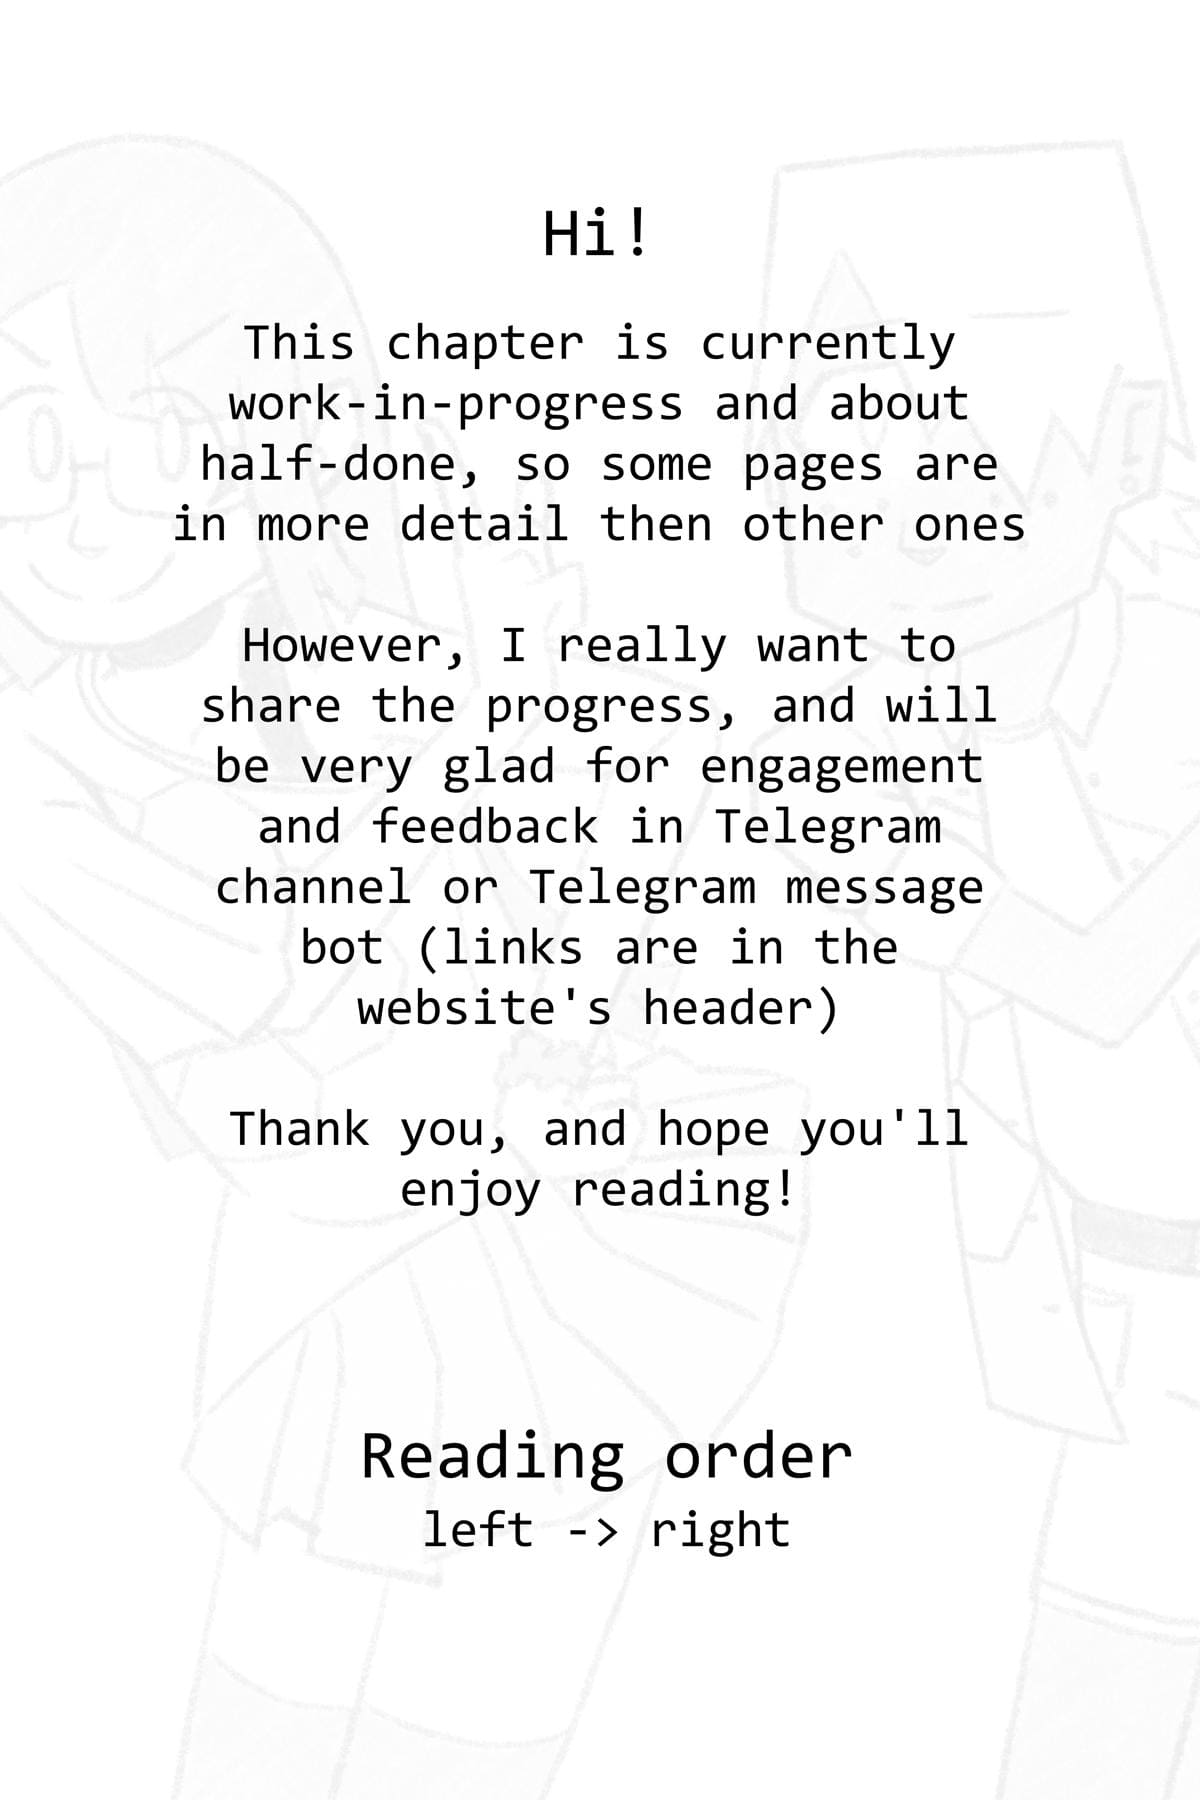 Hi!
This chapter is currently
work-in-progress and about
half-done, so some pages are
in more detail then other ones
However, I really want to
share the progress, and will
be very glad for engagement
and feedback in Telegram
channel or Telegram message
bot (links are in the
website's header)
Thank you, and hope you'll
enjoy reading!
Reading order
left -> right